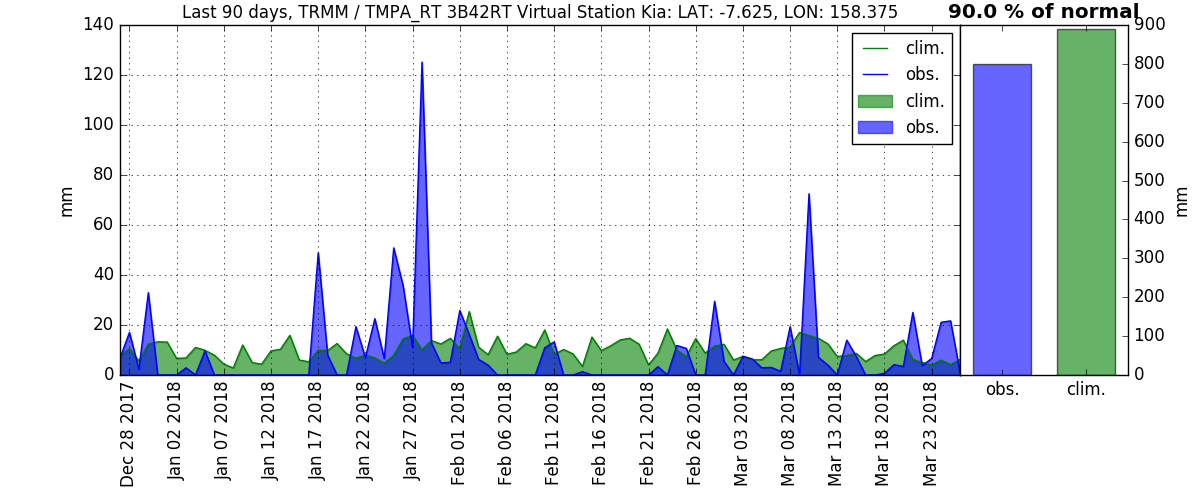 Last 90 days, TRMM / TMPA_RT 3B42RT Virtual Station Kia: LAT: -7.625, LON: 158.375
90.0 % of normal
mm
140
120
100
80
60
40
20
0
clim.
obs.
clim.
obs.
900
800
700
600
500
400
300
200
100
0
mm
obs.
clim.
Dec 28 2017
Jan 02 2018
Jan 07 2018
Jan 12 2018
Jan 17 2018
Jan 22 2018
Jan 27 2018
Feb 01 2018
Feb 06 2018
Feb 11 2018
Feb 16 2018
Feb 21 2018
Feb 26 2018
Mar 03 2018
Mar 08 2018
Mar 13 2018
Mar 18 2018
Mar 23 2018